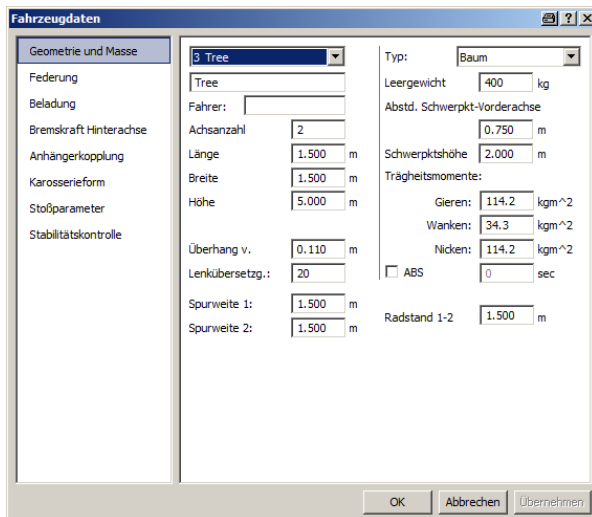 Fahrzeugdaten
Geometrie und Masse
Federung
Beladung
Bremskraft Hinterachse
Anhängerkopplung
Karosserieform
Stoßparameter
Stabilitätskontrolle
3 Tree
Tree
Fahrer:
Achsanzahl 2
Länge 1.500 m
Breite 1.500 m
Höhe 5.000 m
Überhang v. 0.110 m
Lenkübersetzg.: 20
Spurweite 1: 1.500 m
Spurweite 2: 1.500 m
Typ: Baum
Leergewicht 400 kg
Abstd. Schwerpkt-Vorderachse
0.750 m
Schwerpktshöhe 2.000 m
Trägheitsmomente:
Gieren: 114.2 kgm^2
Wanken: 34.3 kgm^2
Nicken: 114.2 kgm^2
ABS 0 sec
Radstand 1-2 1.500 m
OK Abbrechen Übernehmen